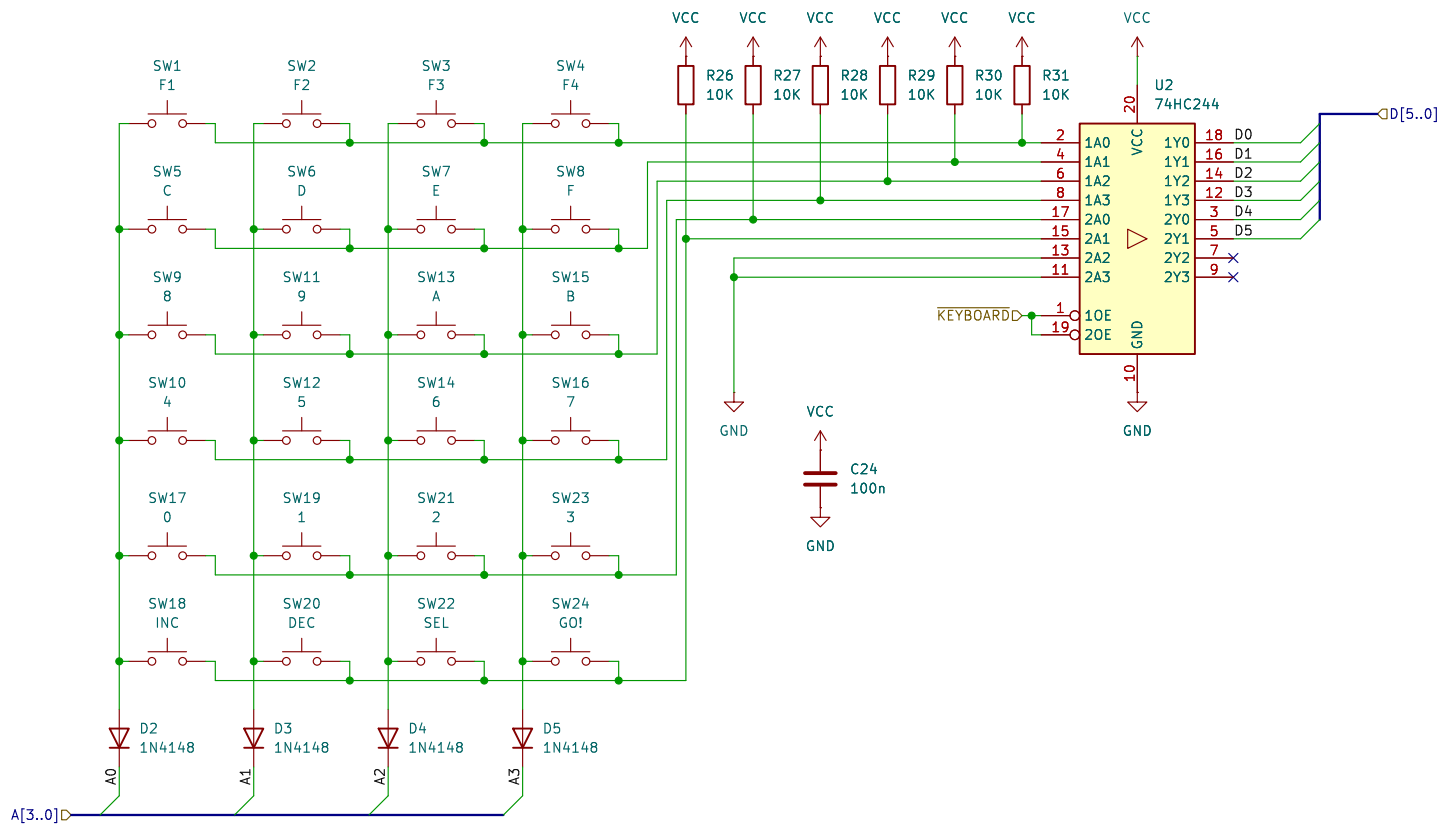 VCC VCC VCC VCC VCC VCC VCC
SW1 SW2 SW3 SW4
F1 F2 F3 F4
R26 R27 R28 R29 R30 R31
10K 10K 10K 10K 10K 10K
U2
74HC244
20
VCC
D[5..0]
2 1A0 1Y0 18 D0
4 1A1 1Y1 16 D1
6 1A2 1Y2 14 D2
8 1A3 1Y3 12 D3
17 2A0 2Y0 3 D4
15 2A1 2Y1 5 D5
13 2A2 2Y2 7
11 2A3 2Y3 9
KEYBOARD 1 1OE
19 2OE
GND
10
GND
SW5 SW6 SW7 SW8
C D E F
SW9 SW11 SW13 SW15
8 9 A B
SW10 SW12 SW14 SW16
4 5 6 7
GND
VCC
C24
100n
GND
SW17 SW19 SW21 SW23
0 1 2 3
SW18 SW20 SW22 SW24
INC DEC SEL GO!
D2 D3 D4 D5
1N4148 1N4148 1N4148 1N4148
A0 A1 A2 A3
A[3..0]